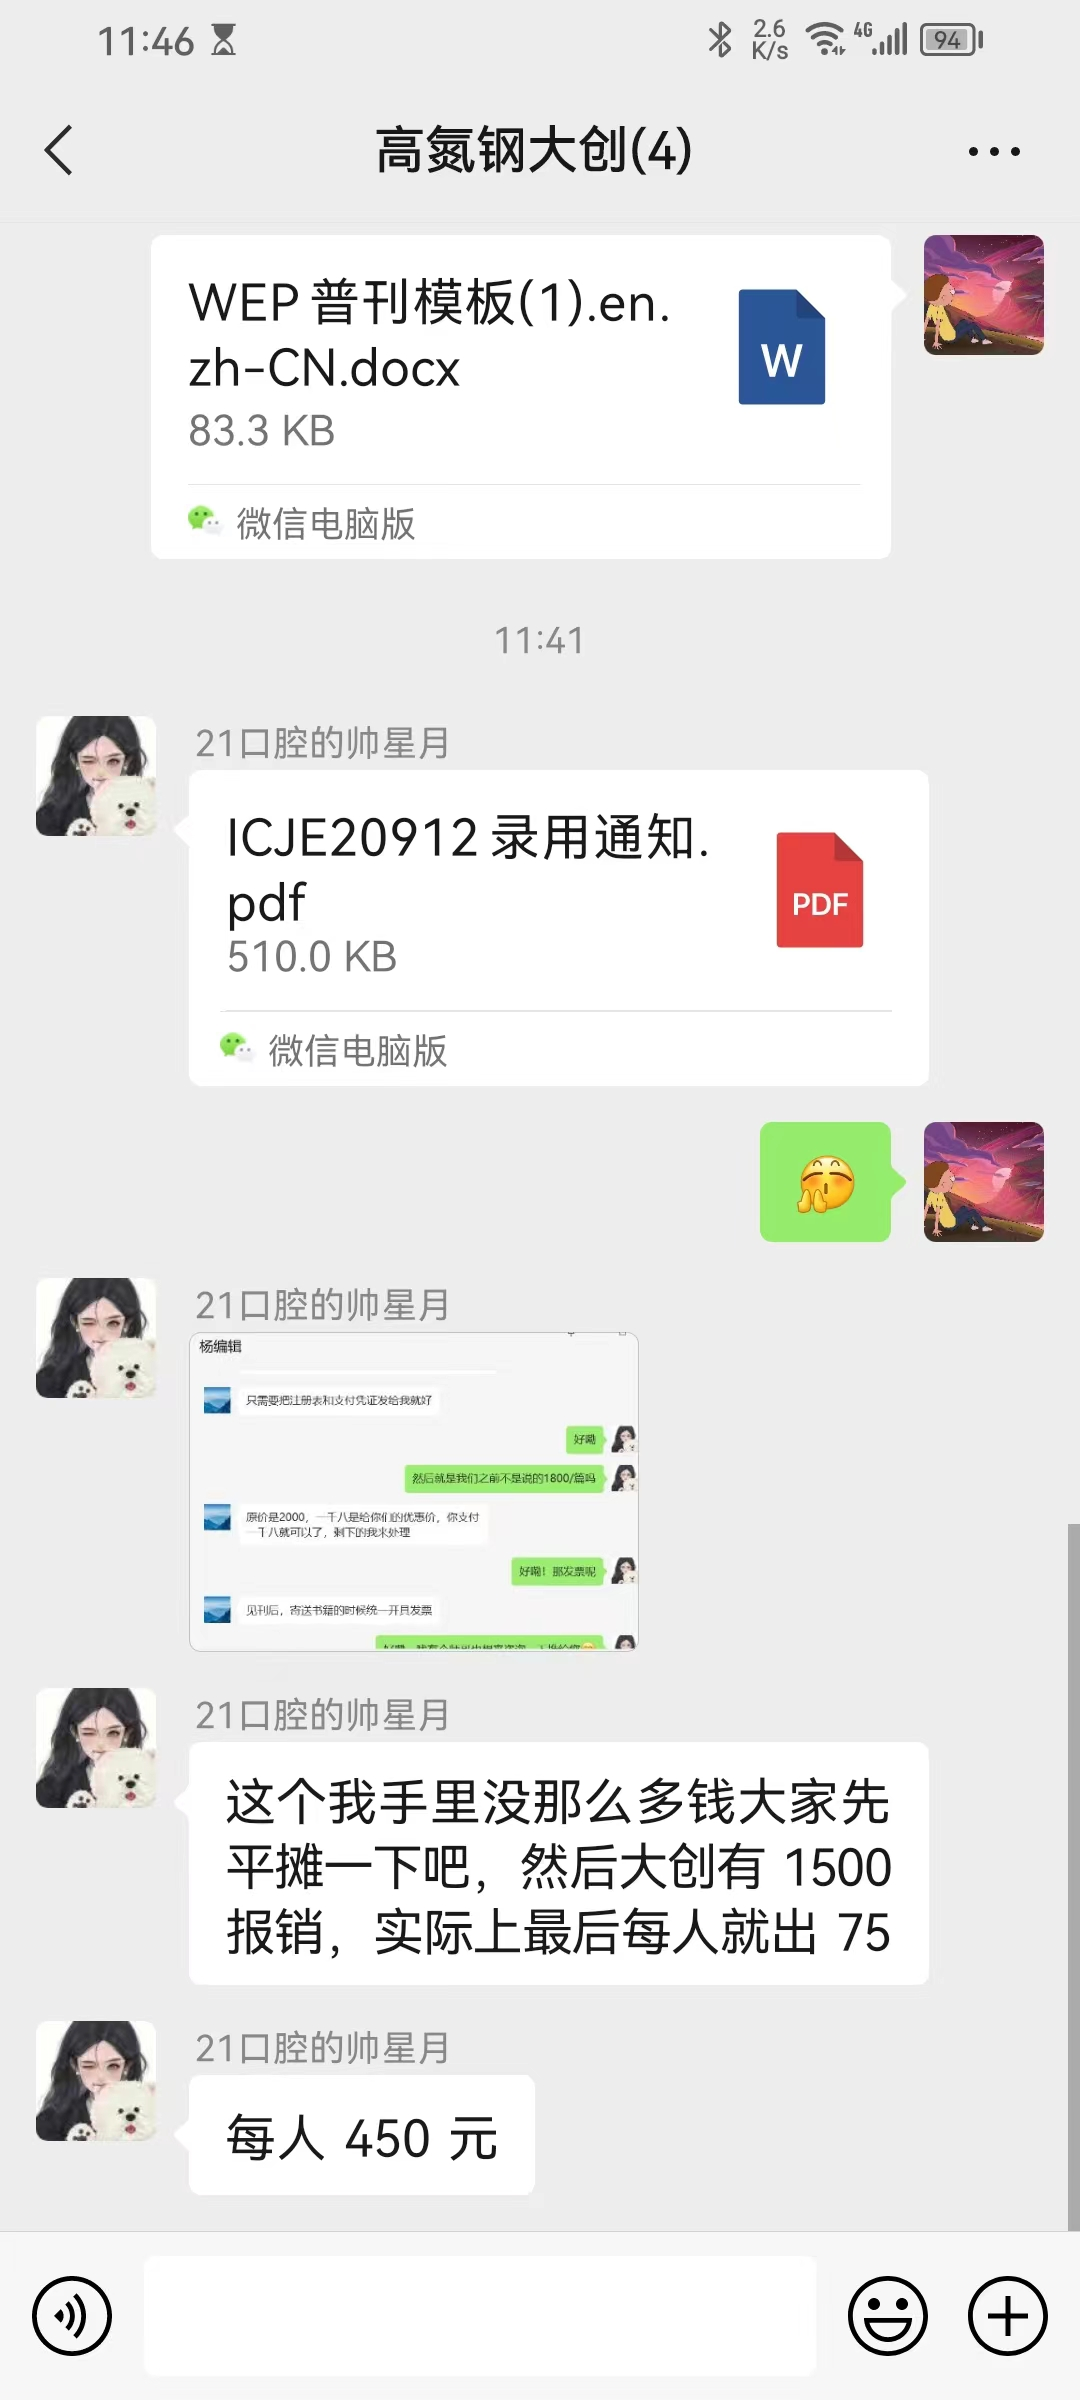 11:46
2.6
K/s
4G
94
高氮钢大创(4)
WEP 普刊模板(1).en.
zh-CN.docx
83.3 KB
W
微信电脑版
11:41
21口腔的帅星月
ICJE20912 录用通知.
pdf
510.0 KB
PDF
微信电脑版
21口腔的帅星月
杨编辑
只需要把注册表和支付凭证发给我就好
好嘞
然后就是我们之前不是说的1800/篇吗
原价是2000，一千八是给你们的优惠价，你支付
一千八就可以了，剩下的我来处理
好嘞！那发票呢
见刊后，寄送书籍的时候统一开具发票
21口腔的帅星月
这个我手里没那么多钱大家先
平摊一下吧，然后大创有 1500
报销，实际上最后每人就出 75
21口腔的帅星月
每人 450 元